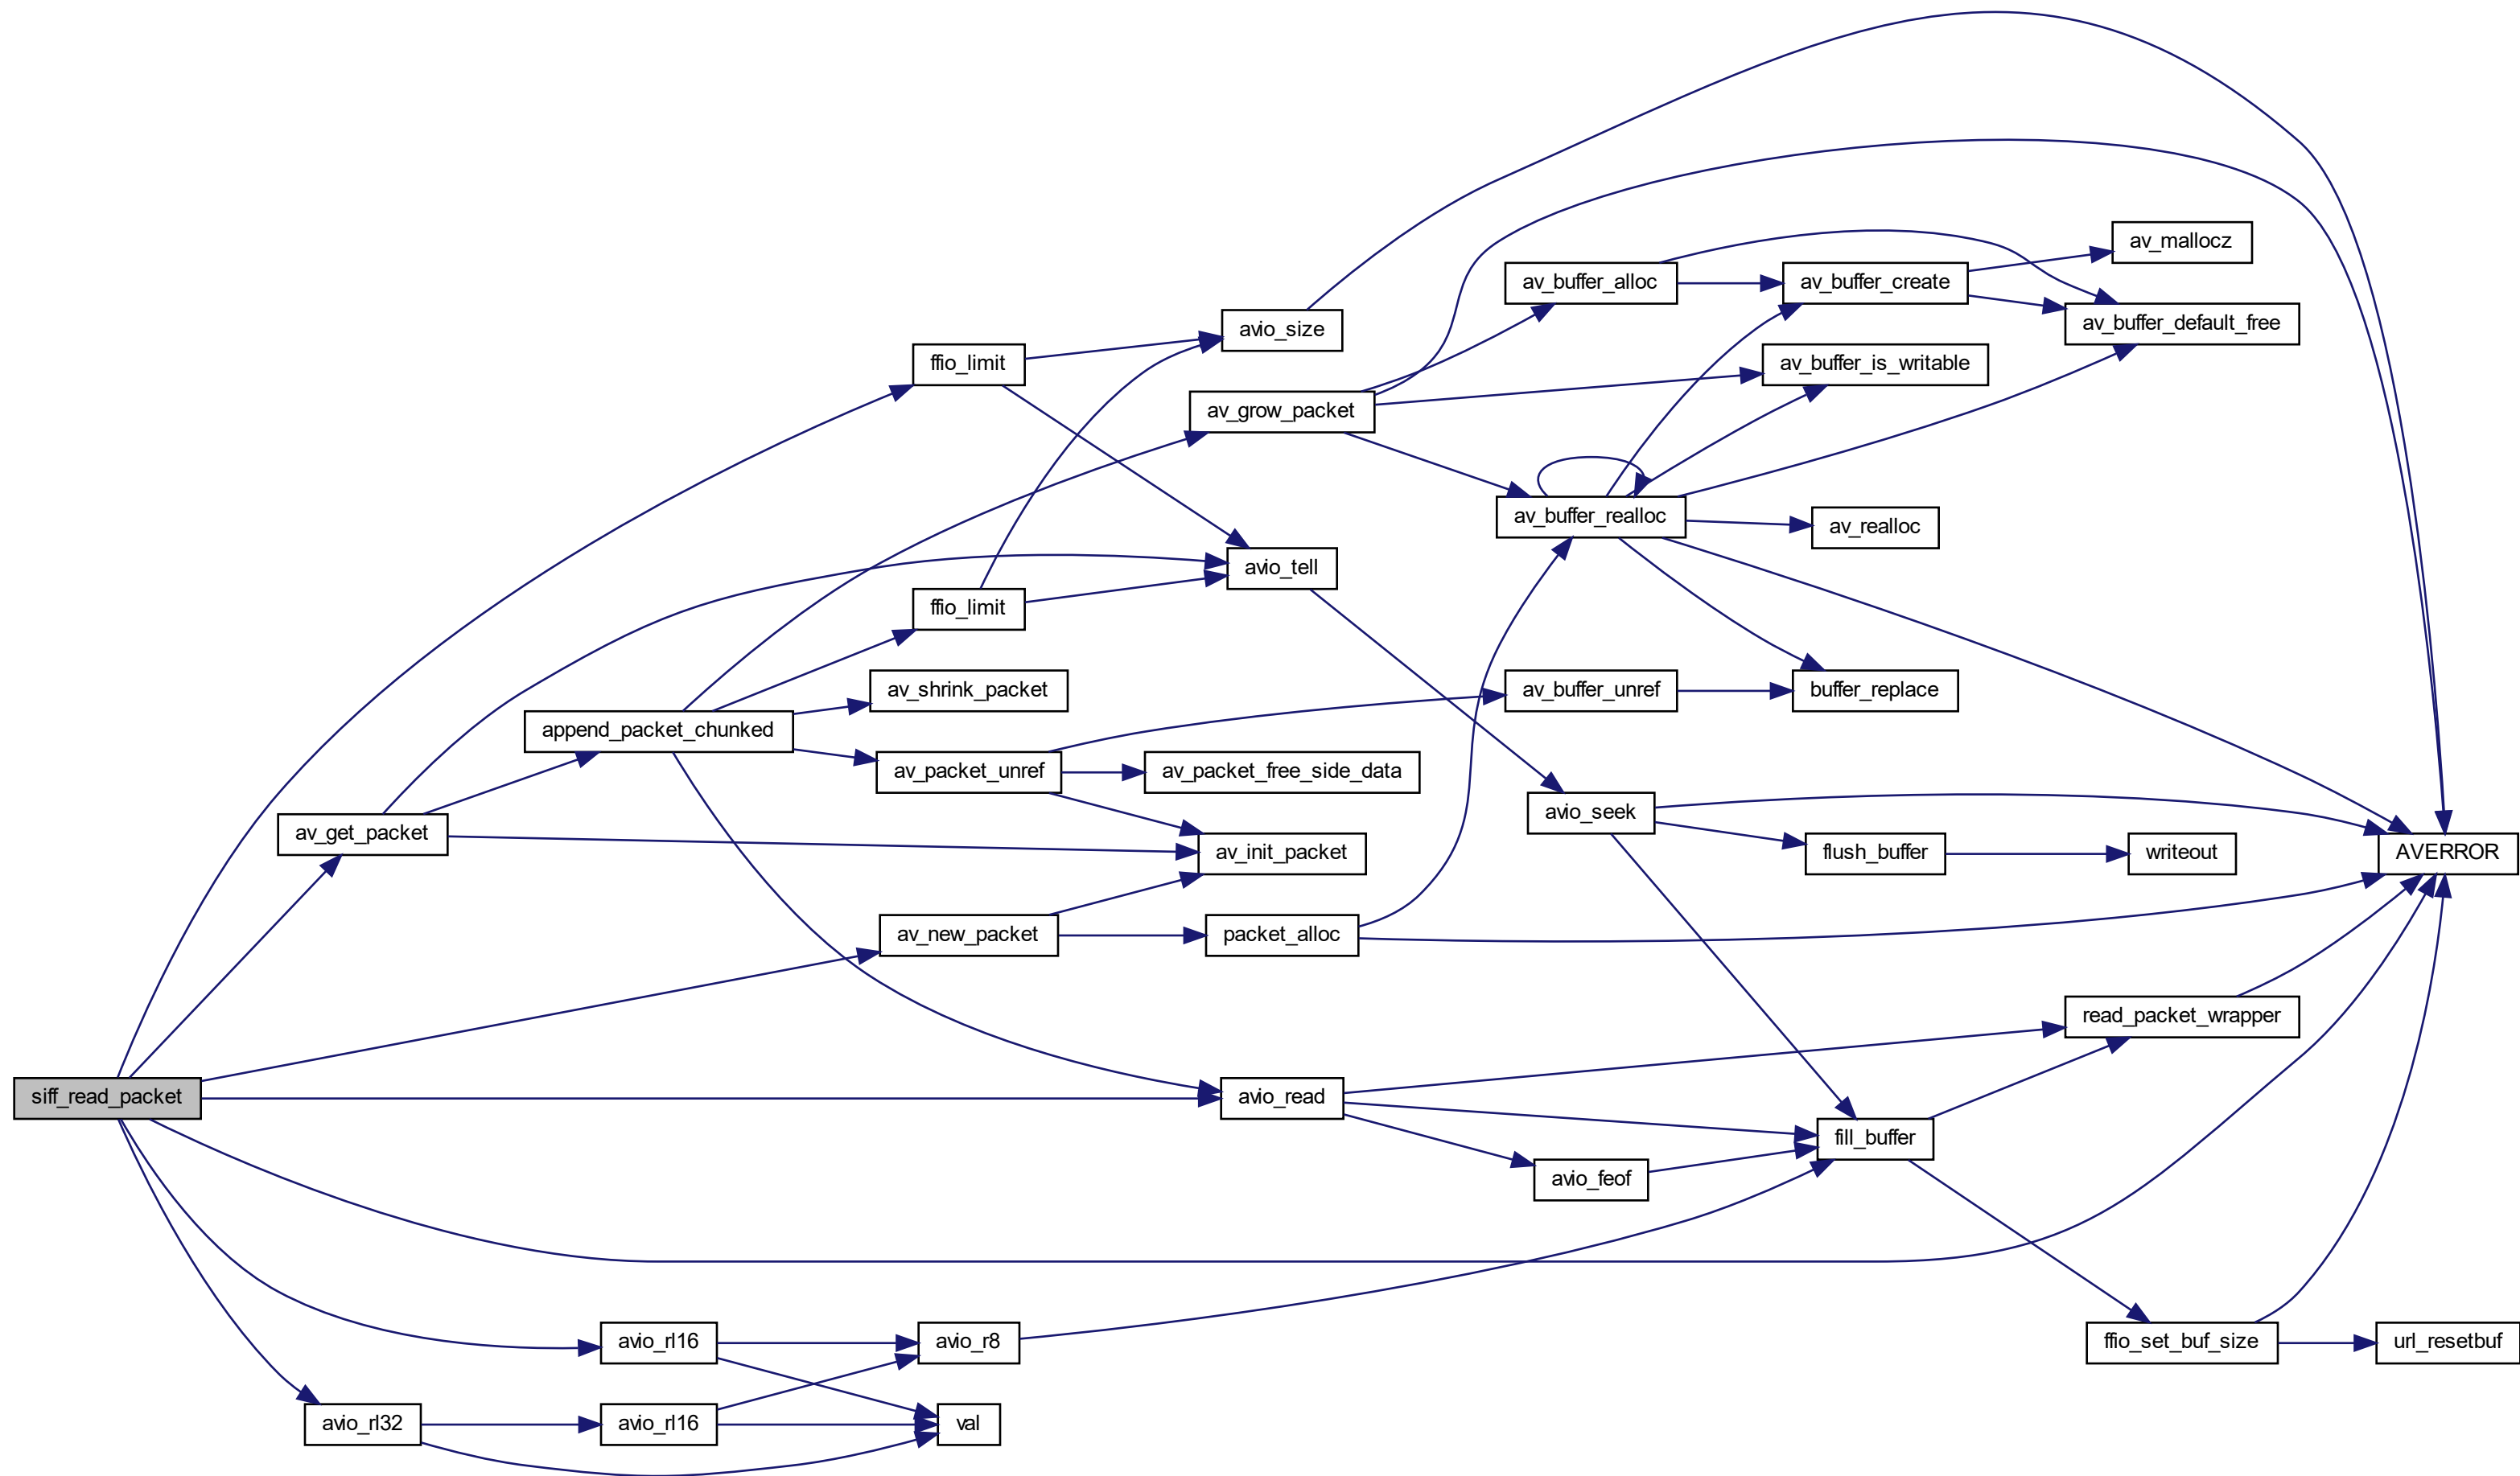 av_mallocz
av_buffer_alloc
av_buffer_create
av_buffer_default_free
avio_size
ffio_limit
av_buffer_is_writable
av_grow_packet
av_buffer_realloc
av_realloc
avio_tell
ffio_limit
av_shrink_packet
av_buffer_unref
buffer_replace
append_packet_chunked
av_packet_unref
av_packet_free_side_data
avio_seek
av_get_packet
av_init_packet
flush_buffer
writeout
AVERROR
av_new_packet
packet_alloc
read_packet_wrapper
siff_read_packet
avio_read
fill_buffer
avio_feof
avio_rl16
avio_r8
ffio_set_buf_size
url_resetbuf
avio_rl32
avio_rl16
val